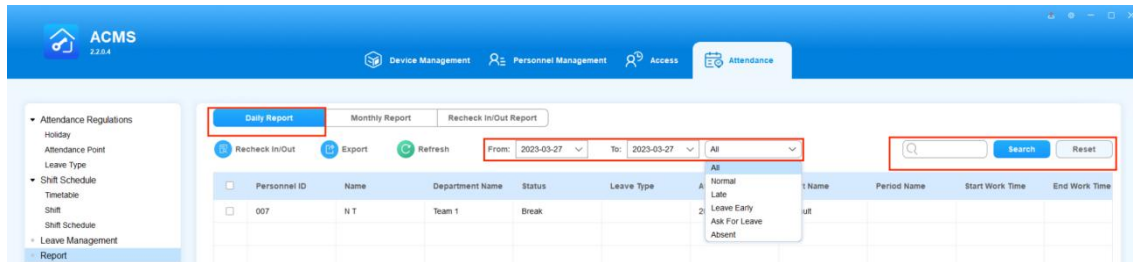 ACMS
2.2.0.4
Device Management Personnel Management Access Attendance
Attendance Regulations
Holiday
Attendance Point
Leave Type
Shift Schedule
Timetable
Shift
Shift Schedule
Leave Management
Report
Daily Report Monthly Report Recheck In/Out Report
Recheck In/Out Export Refresh From: 2023-03-27 To: 2023-03-27 All Search Reset
Personnel ID Name Department Name Status Leave Type Name Period Name Start Work Time End Work Time
007 N T Team 1 Break
All
Normal
Late
Leave Early
Ask For Leave
Absent